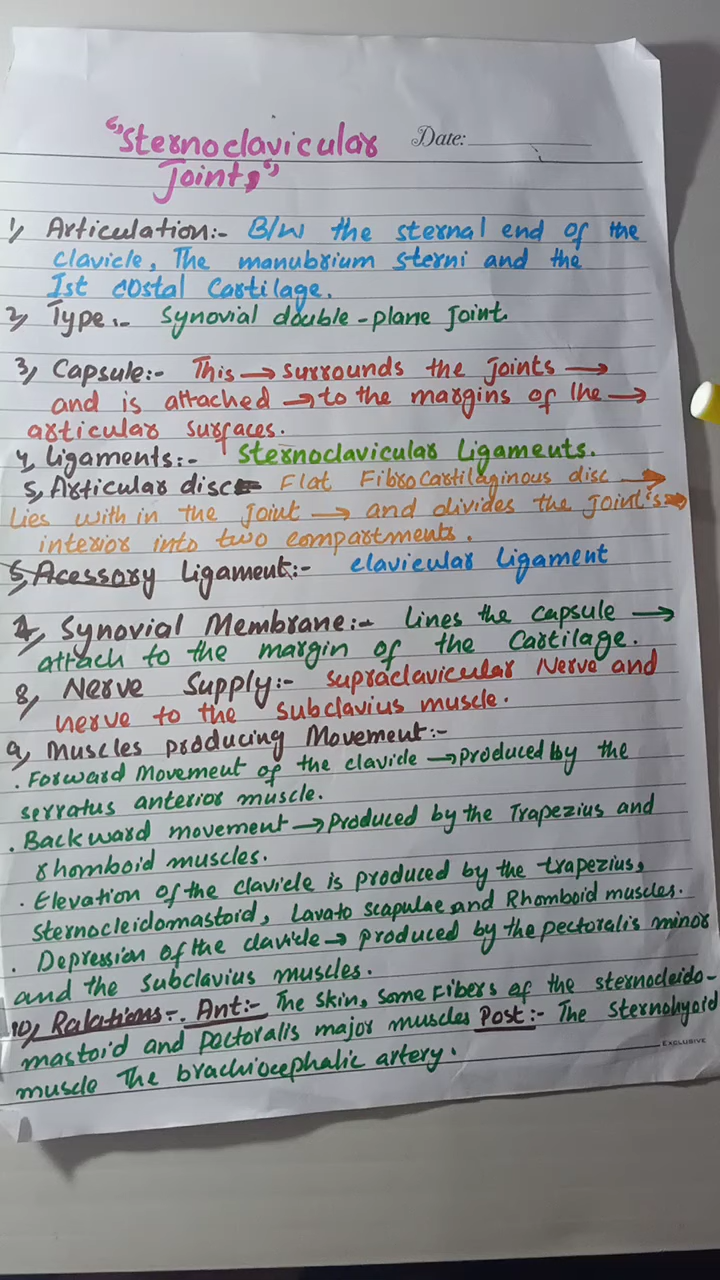 "Sternoclavicular Date:
Joint,"
1, Articulation:- B/w the sternal end of the
clavicle, The manubrium sterni and the
Ist costal Cartilage.
2, Type:- Synovial double-plane Joint.
3, Capsule:- This → surrounds the joints →
and is attached → to the margins of the →
articular surfaces.
4, Ligaments:- Sternoclavicular Ligaments.
5, Articular disc Flat Fibrocartilaginous disc →
Lies with in the Joint → and divides the Joint's →
interior into two compartments.
5, Acessory Ligament:- clavicular Ligament
7, Synovial Membrane:- Lines the capsule →
attach to the margin of the Cartilage.
8, Nerve Supply:- supraclavicular Nerve and
nerve to the subclavius muscle.
9, Muscles producing Movement:-
. Forward Movement of the clavicle → produced by the
serratus anterior muscle.
. Backward movement → Produced by the Trapezius and
rhomboid muscles.
. Elevation of the clavicle is produced by the trapezius,
Sternocleidomastoid, Lavato scapulae, and Rhomboid muscles.
. Depression of the clavicle → produced by the pectoralis minor
and the subclavius muscles.
10, Ralations-. Ant:- The skin, some Fibers of the sternocleido-
mastoid and pectoralis major muscles Post:- The Sternohyoid
muscle The brachiocephalic artery.
EXCLUSIVE